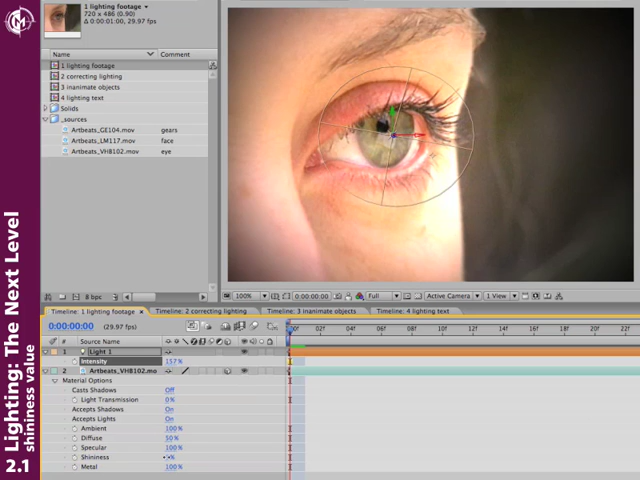 1 lighting footage
720 x 486 (0.90)
Δ 0:00:01:00, 29.97 fps
Name
Comment
1 lighting footage
2 correcting lighting
3 inanimate objects
4 lighting text
Solids
_sources
Artbeats_GE104.mov gears
Artbeats_LM117.mov face
Artbeats_VH8102.mov eye
8 bpc
100%
0:00:00:00
Full
Active Camera
1 View
Timeline: 1 lighting footage
Timeline: 2 correcting lighting
Timeline: 3 inanimate objects
Timeline: 4 lighting text
0:00:00:00
(29.97 fps)
02f 04f 06f 08f 10f 12f 14f 16f 18f 20f 22f
# Source Name
1 Light 1
Intensity 157%
2 Artbeats_VH8102.mo
Material Options
Casts Shadows Off
Light Transmission 0%
Accepts Shadows On
Accepts Lights On
Ambient 100%
Diffuse 50%
Specular 100%
Shininess
Metal 100%
Lighting: The Next Level
shininess value
2.1